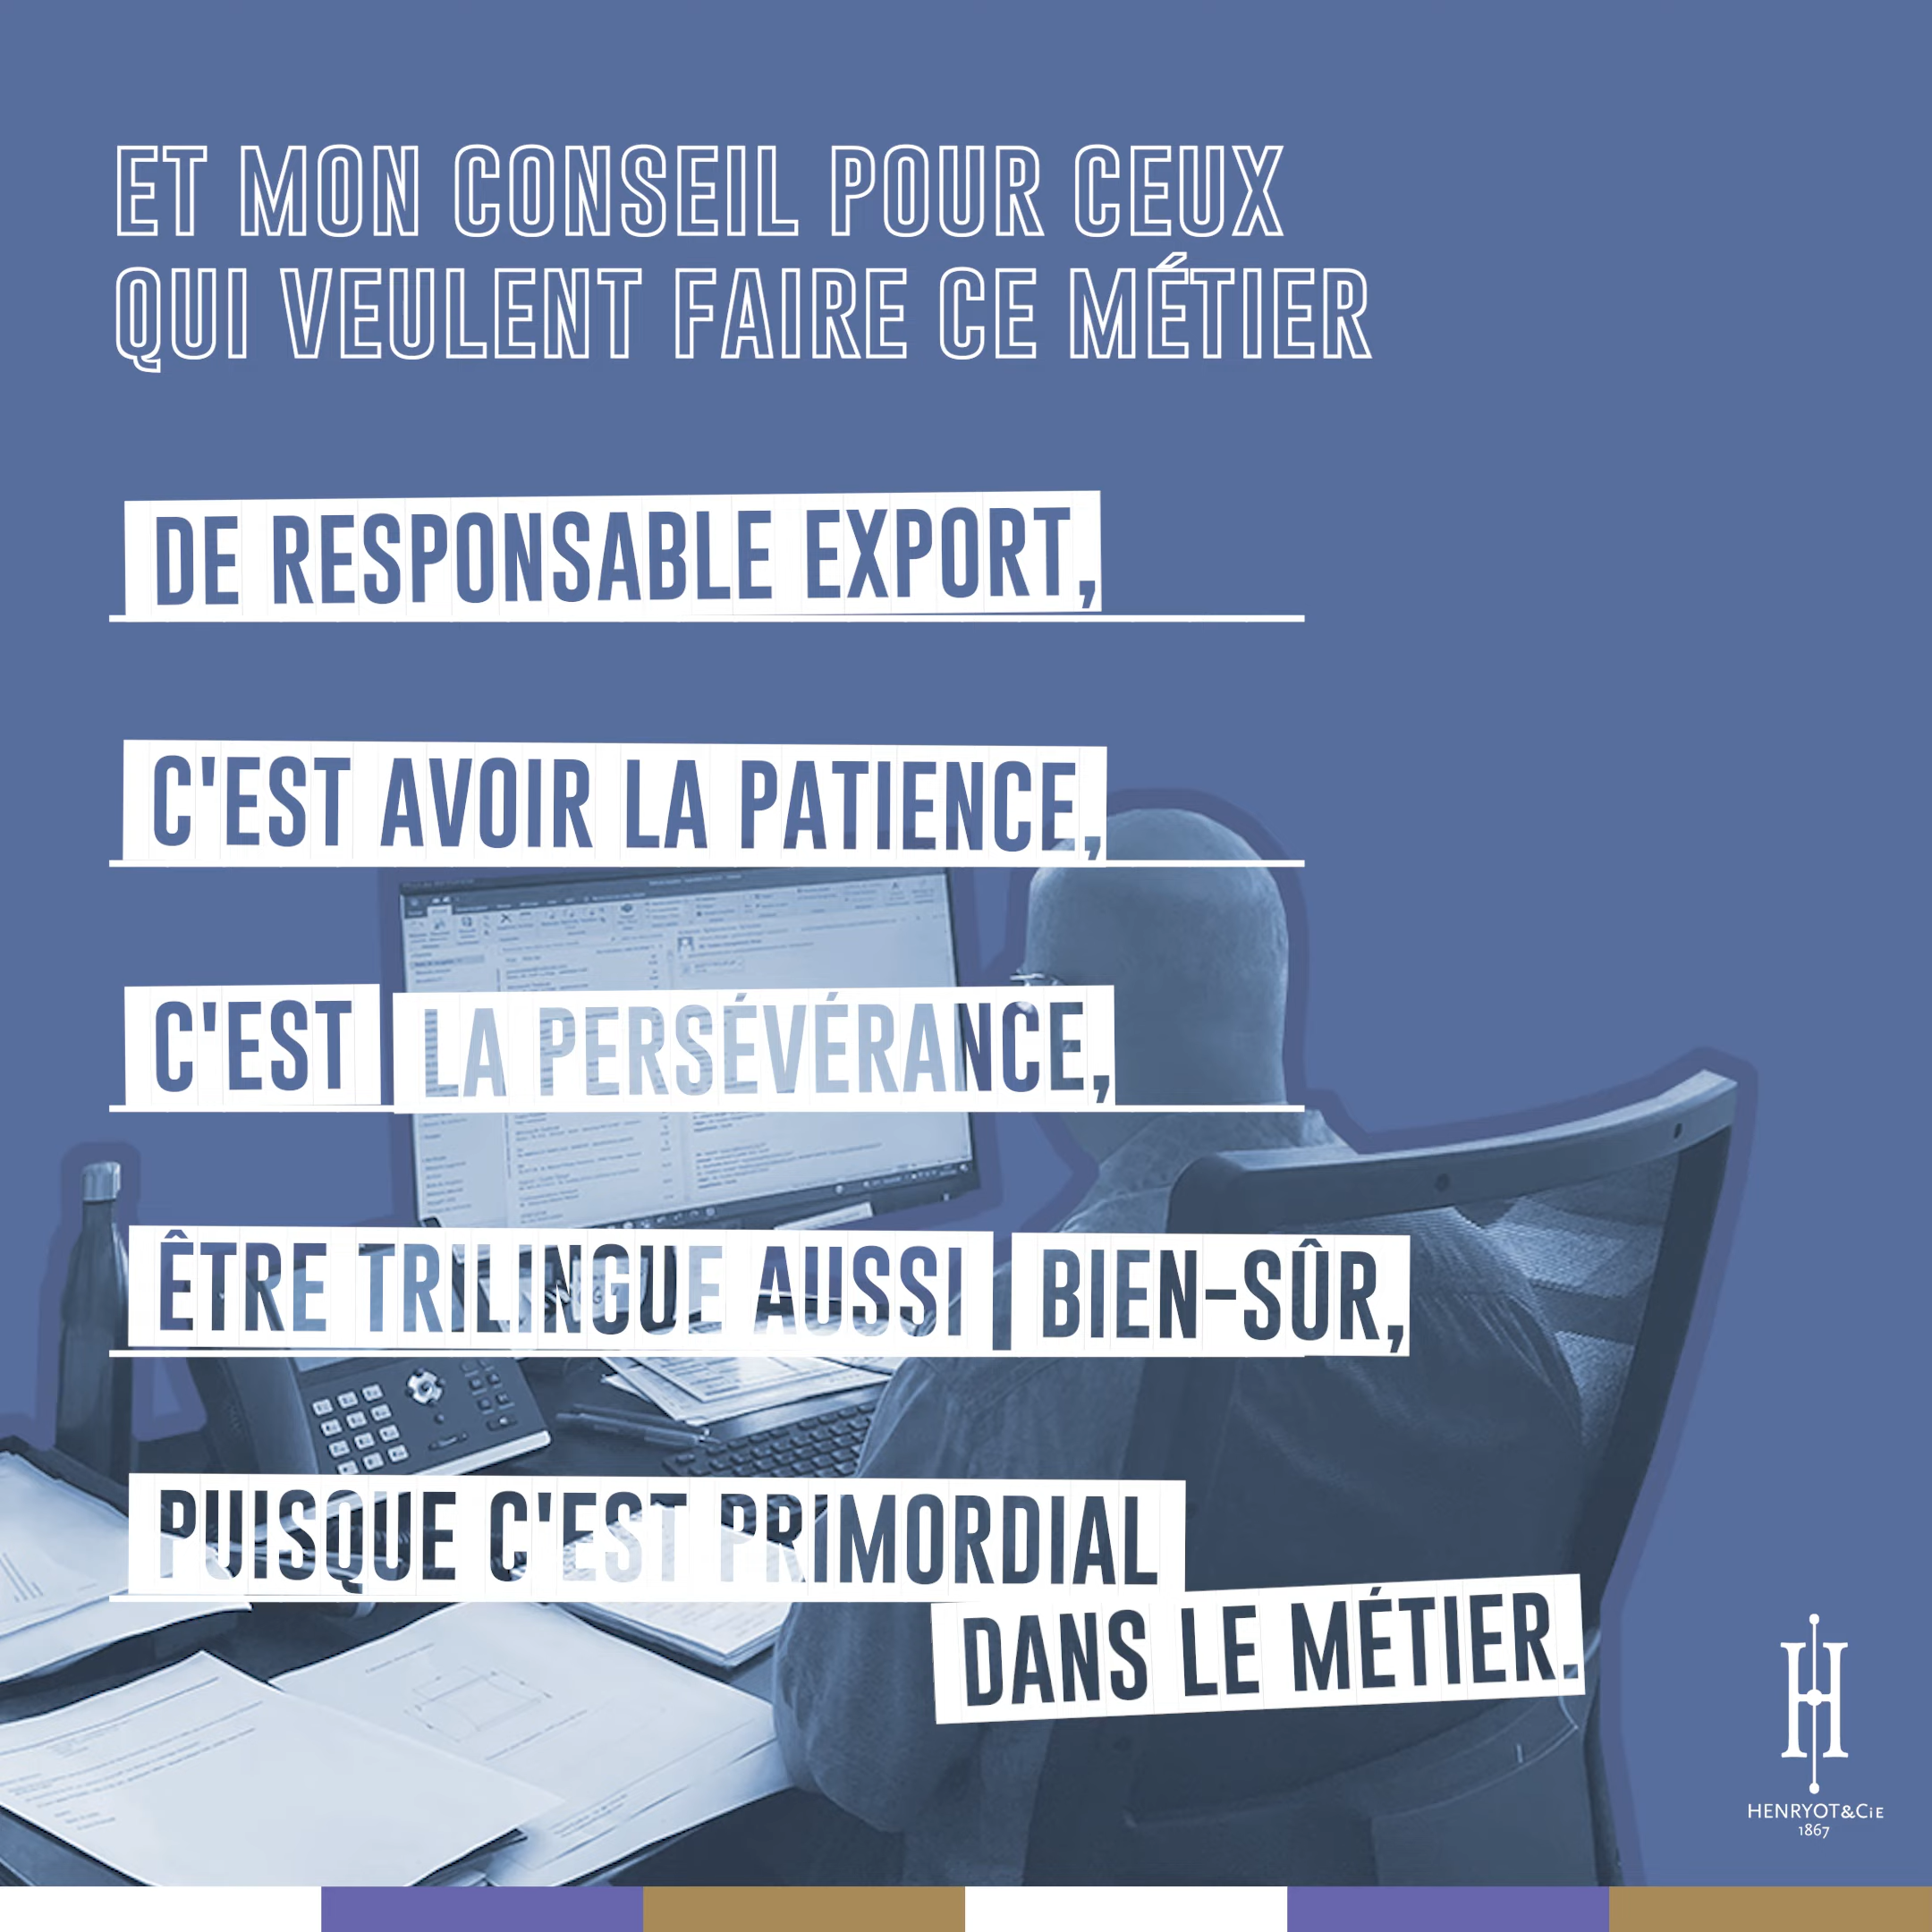 ET MON CONSEIL POUR CEUX
QUI VEULENT FAIRE CE MÉTIER
DE RESPONSABLE EXPORT,
C'EST AVOIR LA PATIENCE,
C'EST LA PERSÉVÉRANCE,
ÊTRE TRILINGUE AUSSI BIEN-SÛR,
PUISQUE C'EST PRIMORDIAL
DANS LE MÉTIER.
HENRYOT&CiE
1867